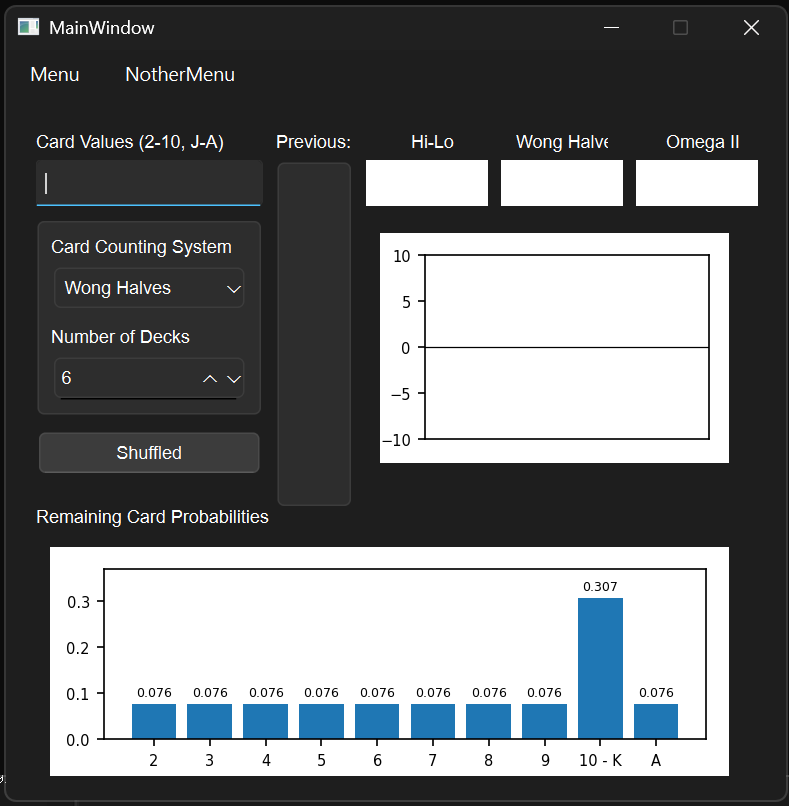 MainWindow
Menu NotherMenu
Card Values (2-10, J-A) Previous: Hi-Lo Wong Halve Omega II
Card Counting System
Wong Halves
Number of Decks
6
Shuffled
10
5
0
−5
−10
Remaining Card Probabilities
0.307
0.3
0.2
0.076 0.076 0.076 0.076 0.076 0.076 0.076 0.076 0.076
0.1
0.0
2 3 4 5 6 7 8 9 10 - K A